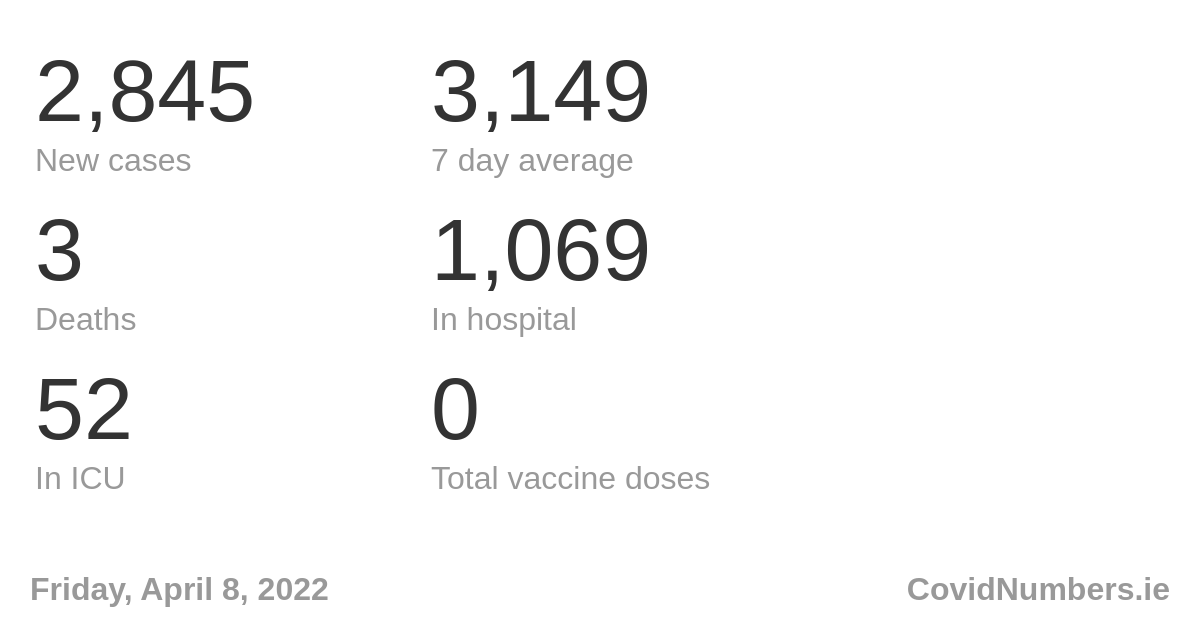 2,845
New cases
3,149
7 day average
3
Deaths
1,069
In hospital
52
In ICU
0
Total vaccine doses
Friday, April 8, 2022
CovidNumbers.ie